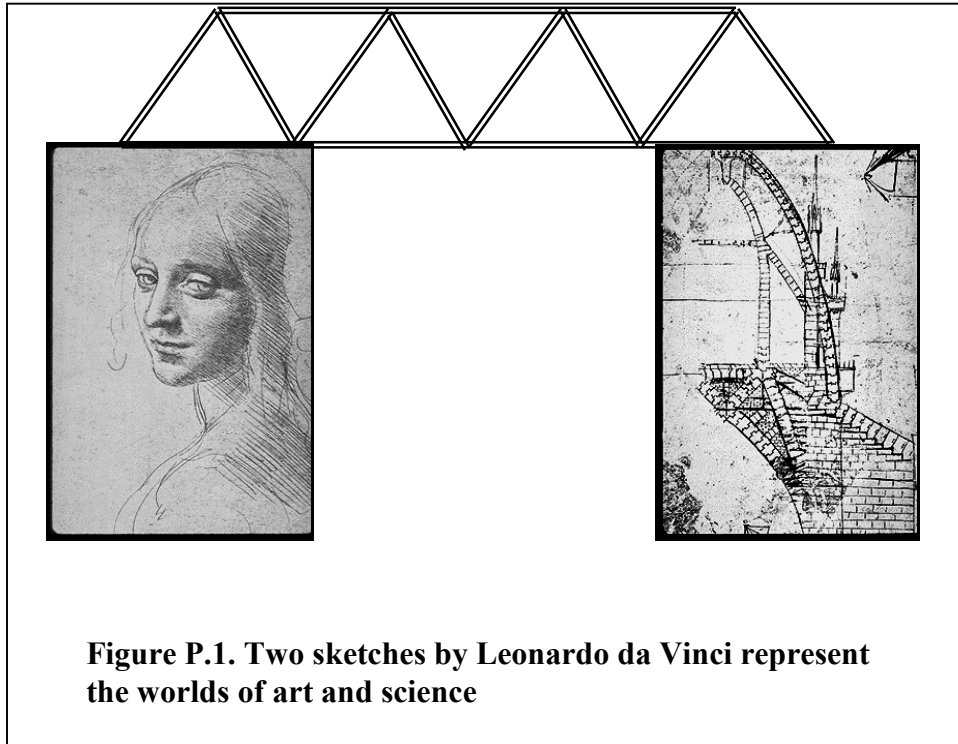 Figure P.1. Two sketches by Leonardo da Vinci represent
the worlds of art and science